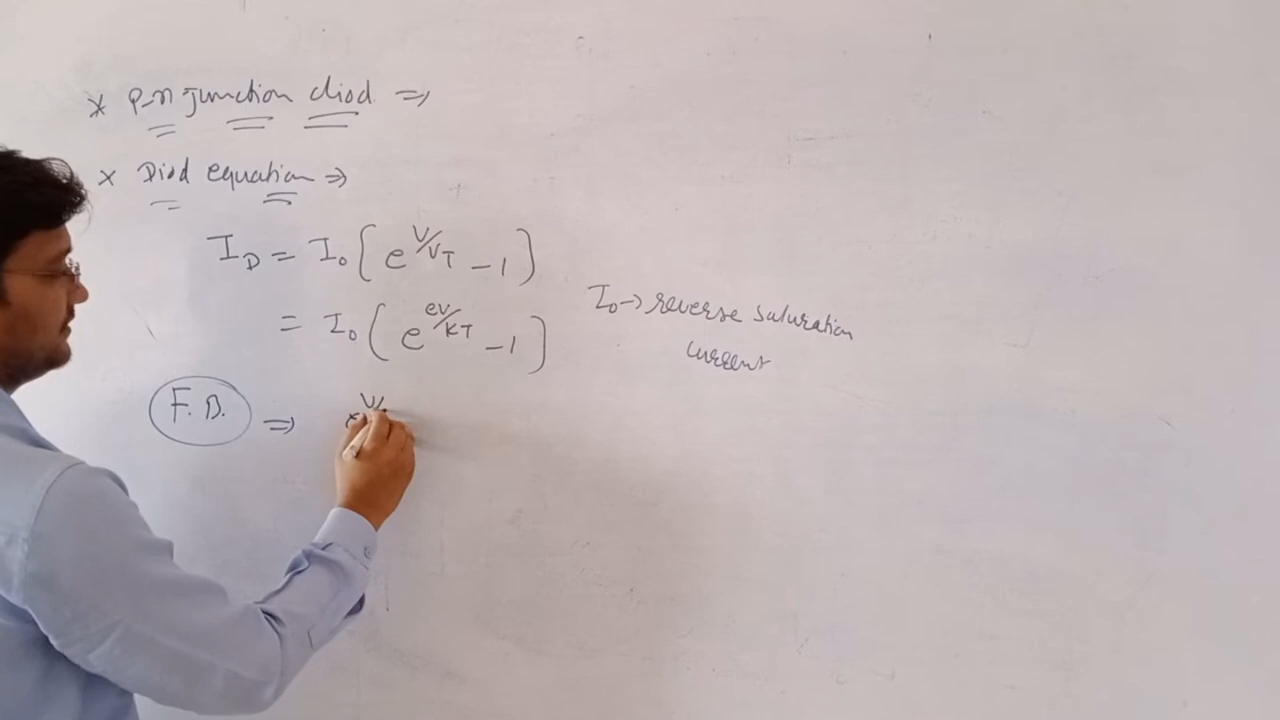 * P-n Junction diod. ⇒
× Diod equation ⇒
I_D = I_0 ( e^{V/V_T} - 1 )
= I_0 ( e^{eV/KT} - 1 )
I_0 → reverse saturation
current
F.B. ⇒